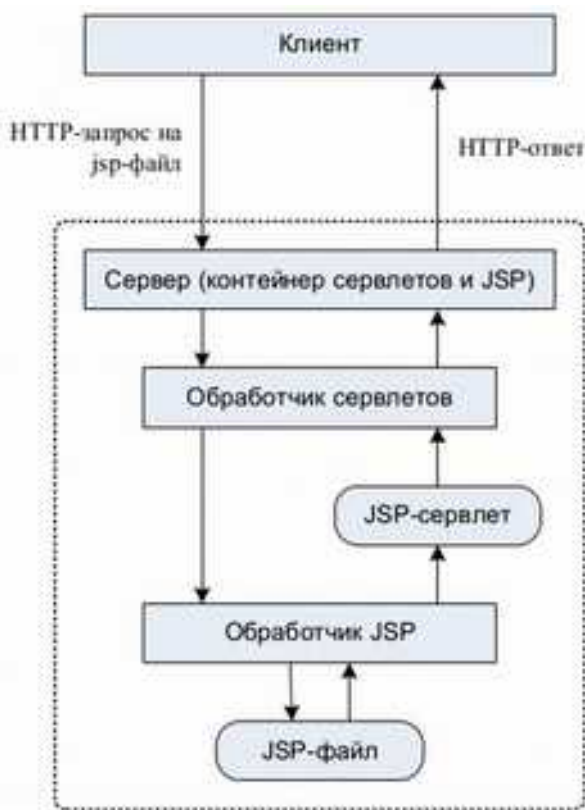 Клиент
HTTP-запрос на
jsp-файл
HTTP-ответ
Сервер (контейнер сервлетов и JSP)
Обработчик сервлетов
JSP-сервлет
Обработчик JSP
JSP-файл